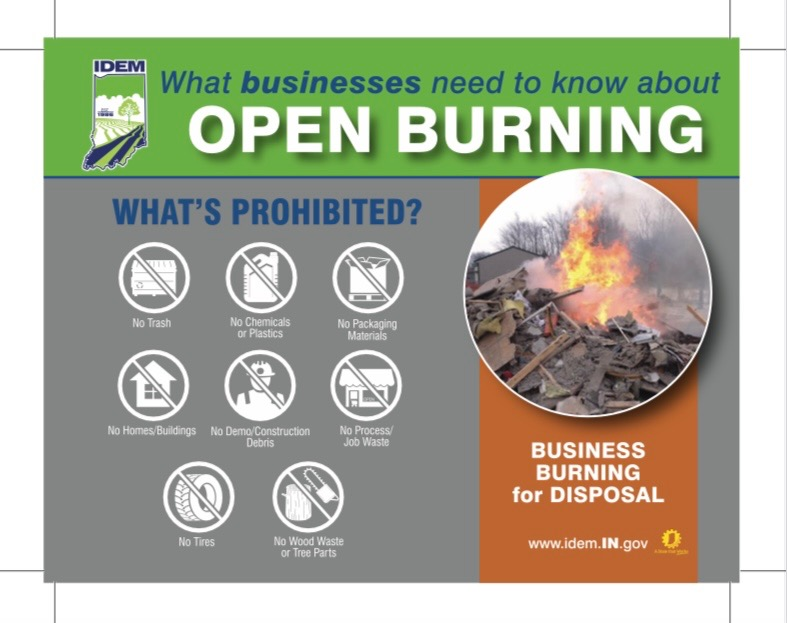 IDEM
1986
What businesses need to know about
OPEN BURNING
WHAT'S PROHIBITED?
No Trash
No Chemicals
or Plastics
No Packaging
Materials
No Homes/Buildings
No Demo/Construction
Debris
No Process/
Job Waste
No Tires
No Wood Waste
or Tree Parts
BUSINESS
BURNING
for DISPOSAL
www.idem.IN.gov